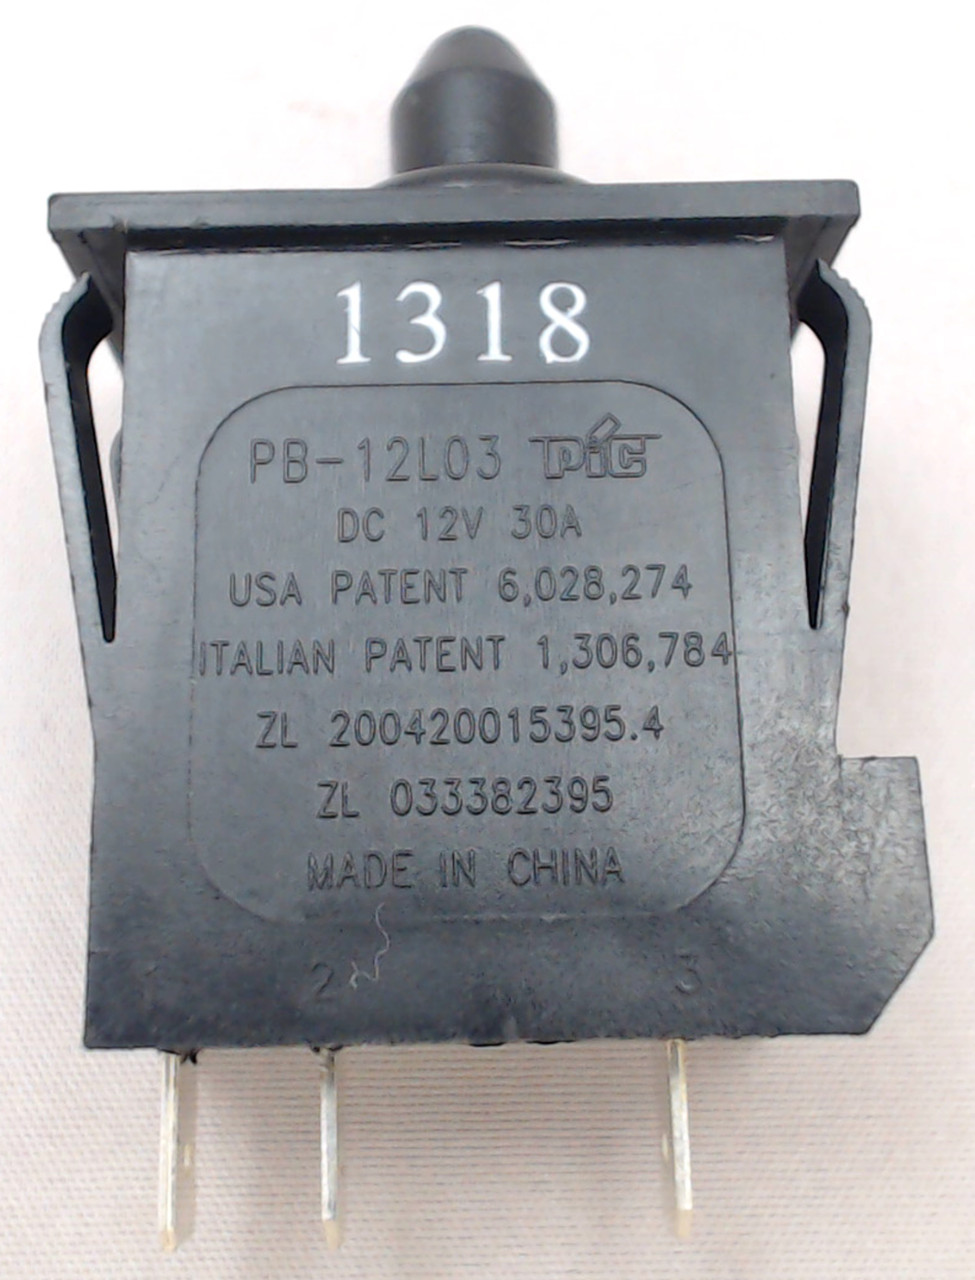 1318
PB-12L03 PiC
DC 12V 30A
USA PATENT 6,028,274
ITALIAN PATENT 1,306,784
ZL 200420015395.4
ZL 033382395
MADE IN CHINA
2 3